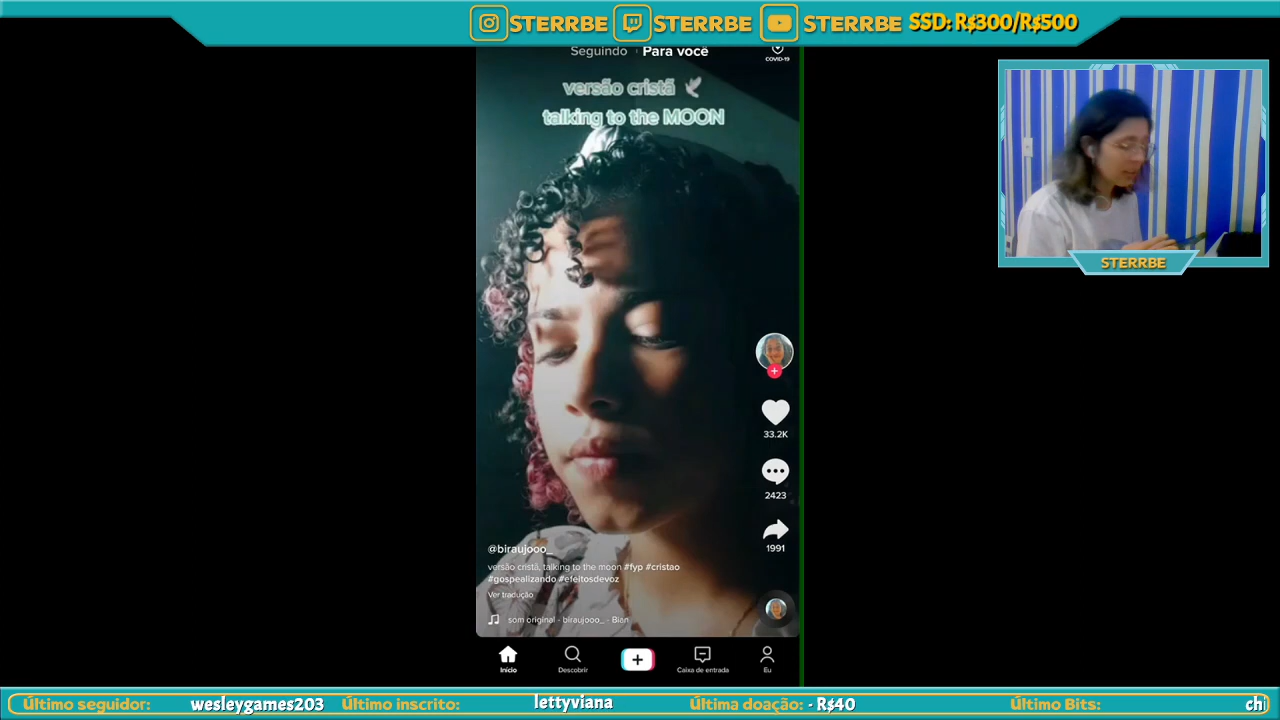 STERRBE STERRBE STERRBE SSD: R$300/R$500
Seguindo Para você
COVID-19
versão cristã
talking to the MOON
STERRBE
33.2K
2423
1991
@biraujooo_
versão cristã, talking to the moon #fyp #cristao
#gospealizando #efeitosdevoz
Ver tradução
som original - biraujooo_ - Bian
Início Descobrir Caixa de entrada Eu
Último seguidor: wesleygames203 Último inscrito: lettyviana Última doação: - R$40 Último Bits: